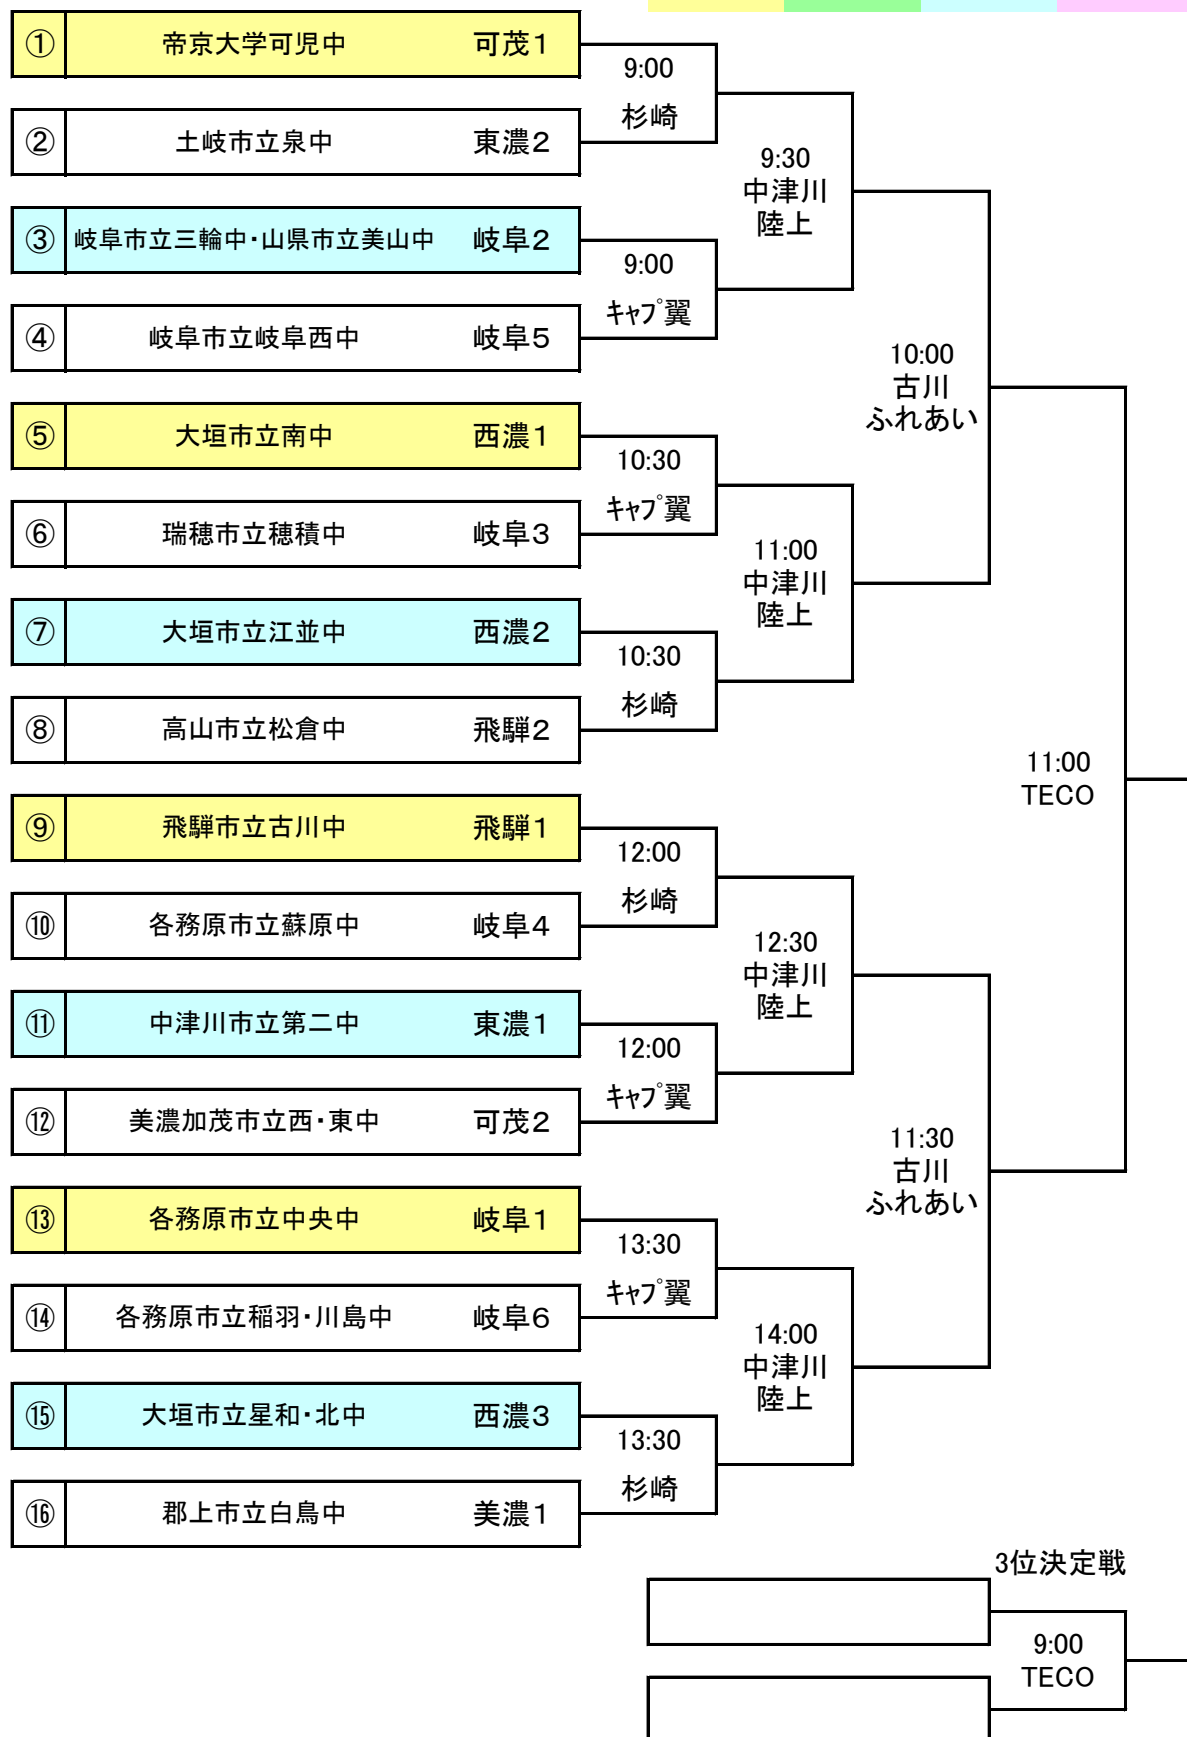 ① 帝京大学可児中 可茂1
9:00
杉崎
② 土岐市立泉中 東濃2
9:30
中津川
陸上
③ 岐阜市立三輪中・山県市立美山中 岐阜2
9:00
ｷｬﾌﾟ翼
④ 岐阜市立岐阜西中 岐阜5
10:00
古川
ふれあい
⑤ 大垣市立南中 西濃1
10:30
ｷｬﾌﾟ翼
⑥ 瑞穂市立穂積中 岐阜3
11:00
中津川
陸上
⑦ 大垣市立江並中 西濃2
10:30
杉崎
⑧ 高山市立松倉中 飛騨2
11:00
TECO
⑨ 飛騨市立古川中 飛騨1
12:00
杉崎
⑩ 各務原市立蘇原中 岐阜4
12:30
中津川
陸上
⑪ 中津川市立第二中 東濃1
12:00
ｷｬﾌﾟ翼
⑫ 美濃加茂市立西・東中 可茂2
11:30
古川
ふれあい
⑬ 各務原市立中央中 岐阜1
13:30
ｷｬﾌﾟ翼
⑭ 各務原市立稲羽・川島中 岐阜6
14:00
中津川
陸上
⑮ 大垣市立星和・北中 西濃3
13:30
杉崎
⑯ 郡上市立白鳥中 美濃1
3位決定戦
9:00
TECO